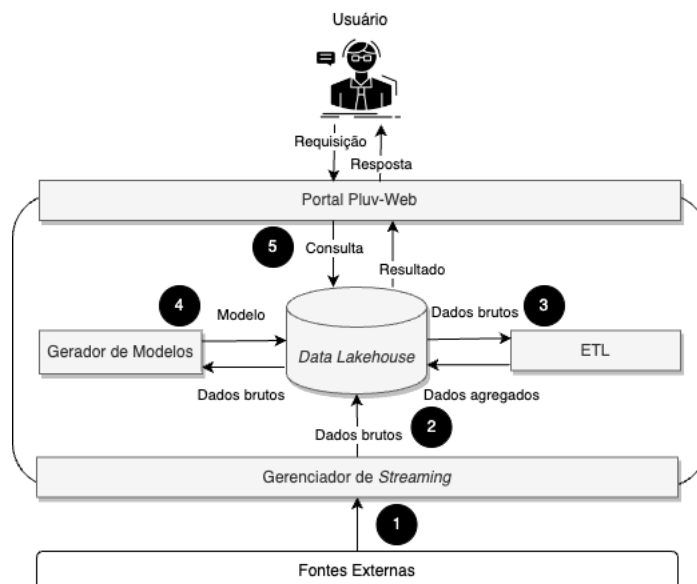 Usuário
Requisição
Resposta
Portal Pluv-Web
5
Consulta
Resultado
4
Modelo
Dados brutos
3
Gerador de Modelos
Data Lakehouse
ETL
Dados brutos
Dados agregados
Dados brutos
2
Gerenciador de Streaming
1
Fontes Externas